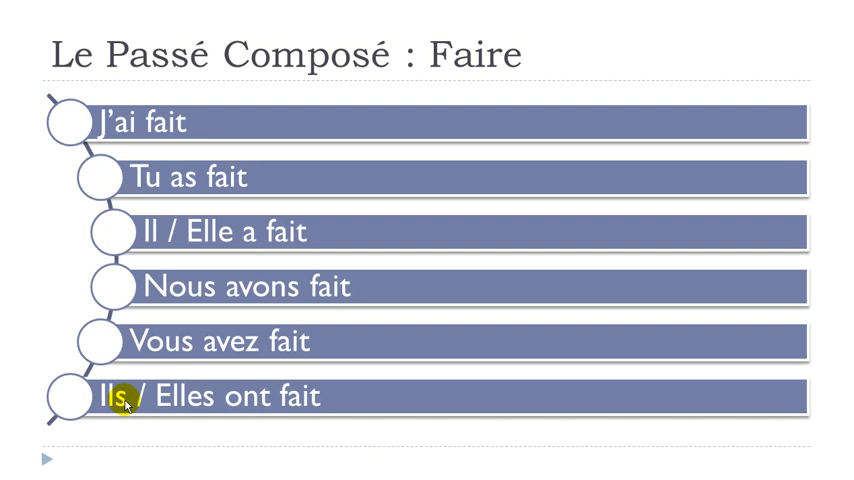 Le Passé Composé : Faire
J'ai fait
Tu as fait
Il / Elle a fait
Nous avons fait
Vous avez fait
Ils / Elles ont fait